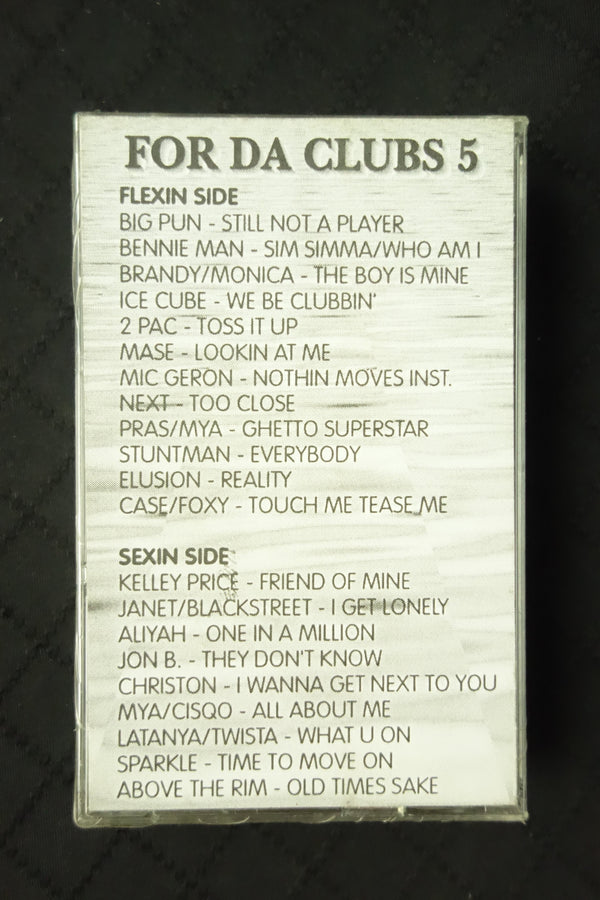 FOR DA CLUBS 5
FLEXIN SIDE
BIG PUN - STILL NOT A PLAYER
BENNIE MAN - SIM SIMMA/WHO AM I
BRANDY/MONICA - THE BOY IS MINE
ICE CUBE - WE BE CLUBBIN'
2 PAC - TOSS IT UP
MASE - LOOKIN AT ME
MIC GERON - NOTHIN MOVES INST.
NEXT - TOO CLOSE
PRAS/MYA - GHETTO SUPERSTAR
STUNTMAN - EVERYBODY
ELUSION - REALITY
CASE/FOXY - TOUCH ME TEASE ME
SEXIN SIDE
KELLEY PRICE - FRIEND OF MINE
JANET/BLACKSTREET - I GET LONELY
ALIYAH - ONE IN A MILLION
JON B. - THEY DON'T KNOW
CHRISTON - I WANNA GET NEXT TO YOU
MYA/CISQO - ALL ABOUT ME
LATANYA/TWISTA - WHAT U ON
SPARKLE - TIME TO MOVE ON
ABOVE THE RIM - OLD TIMES SAKE